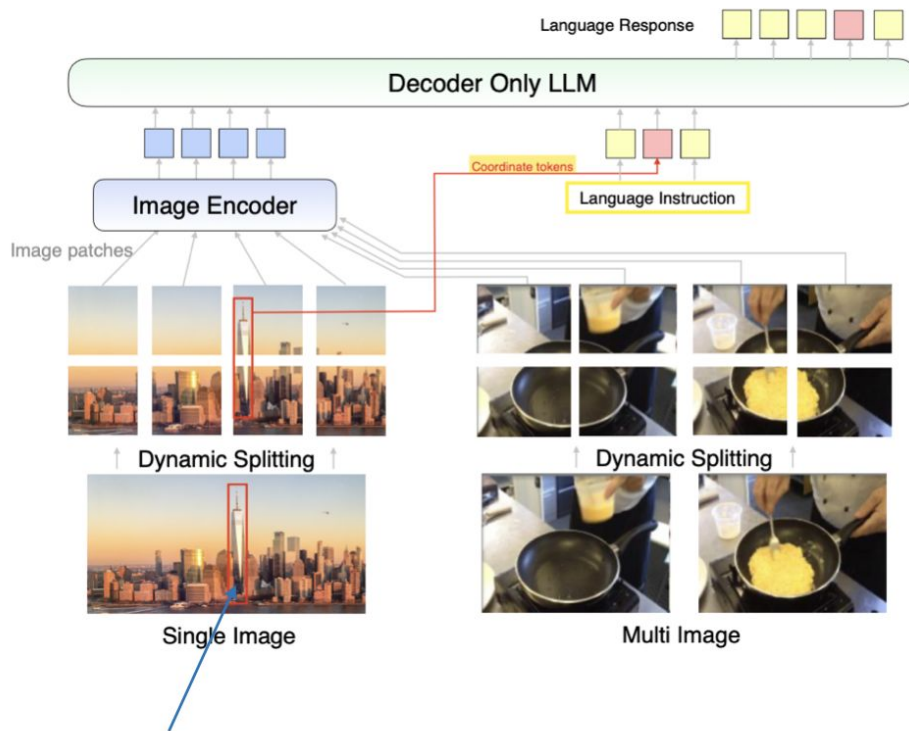 Language Response
Decoder Only LLM
Coordinate tokens
Image Encoder
Language Instruction
Image patches
Dynamic Splitting
Dynamic Splitting
Single Image
Multi Image